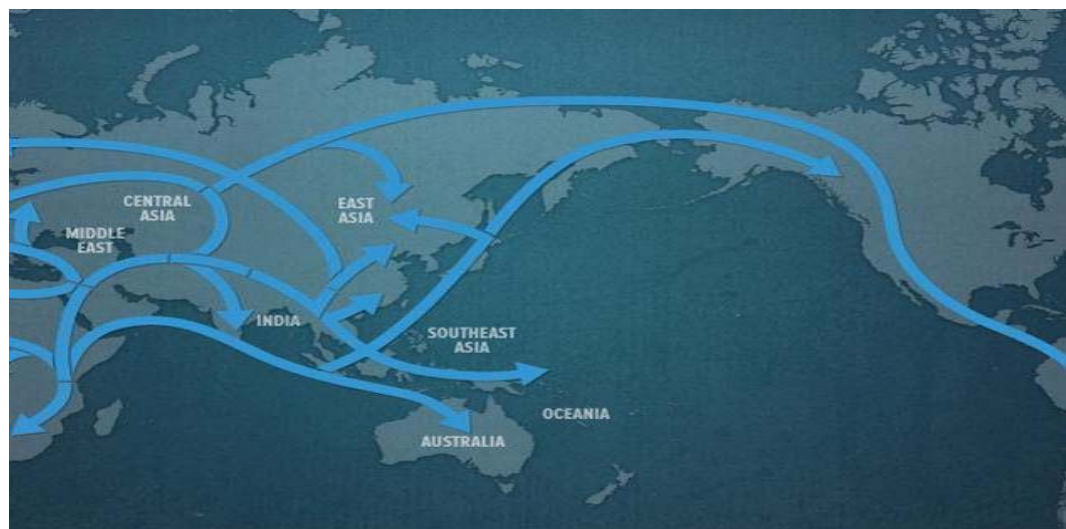 CENTRAL
ASIA
EAST
ASIA
MIDDLE
EAST
INDIA
SOUTHEAST
ASIA
OCEANIA
AUSTRALIA